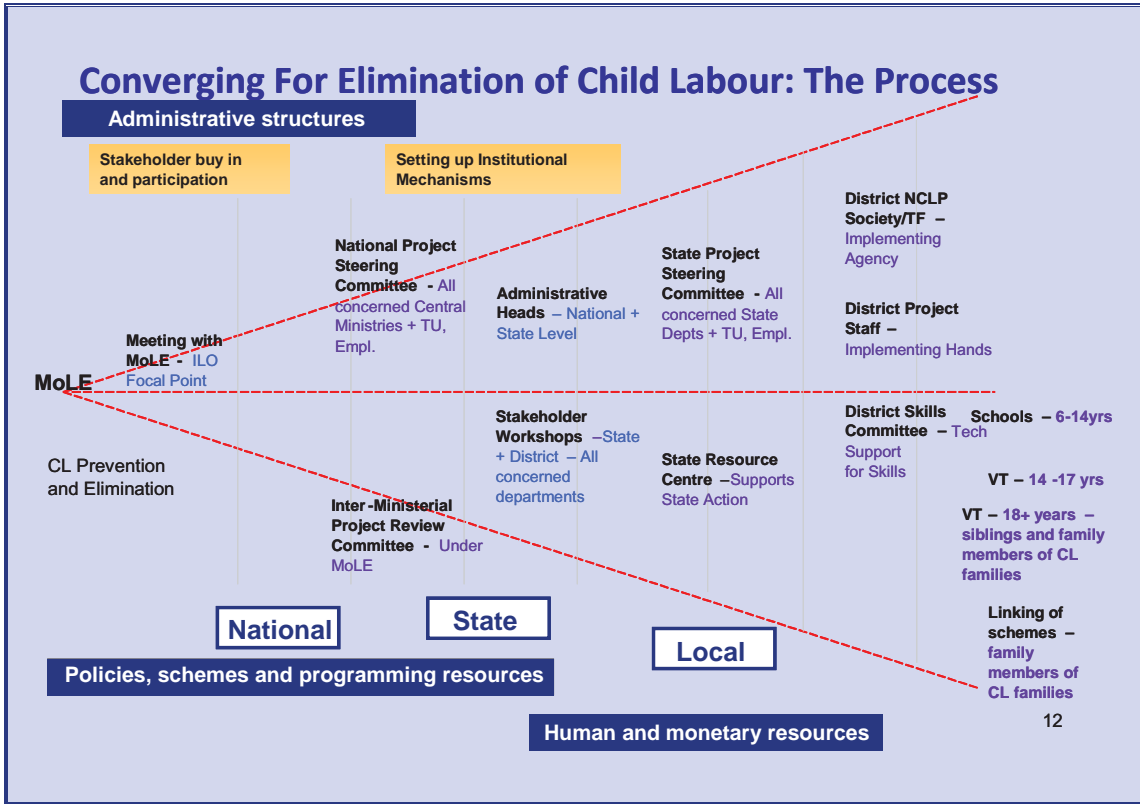 Converging For Elimination of Child Labour: The Process
Administrative structures
Stakeholder buy in
and participation
Setting up Institutional
Mechanisms
MoLE
CL Prevention
and Elimination
Meeting with
MoLE - ILO
Focal Point
National Project
Steering
Committee - All
concerned Central
Ministries + TU,
Empl.
Inter-Ministerial
Project Review
Committee - Under
MoLE
Administrative
Heads – National +
State Level
Stakeholder
Workshops –State
+ District – All
concerned
departments
State Project
Steering
Committee - All
concerned State
Depts + TU, Empl.
State Resource
Centre –Supports
State Action
District NCLP
Society/TF –
Implementing
Agency
District Project
Staff –
Implementing Hands
District Skills
Committee – Tech
Support
for Skills
Schools – 6-14yrs
VT – 14 -17 yrs
VT – 18+ years –
siblings and family
members of CL
families
Linking of
schemes –
family
members of
CL families
National
State
Local
Policies, schemes and programming resources
Human and monetary resources
12